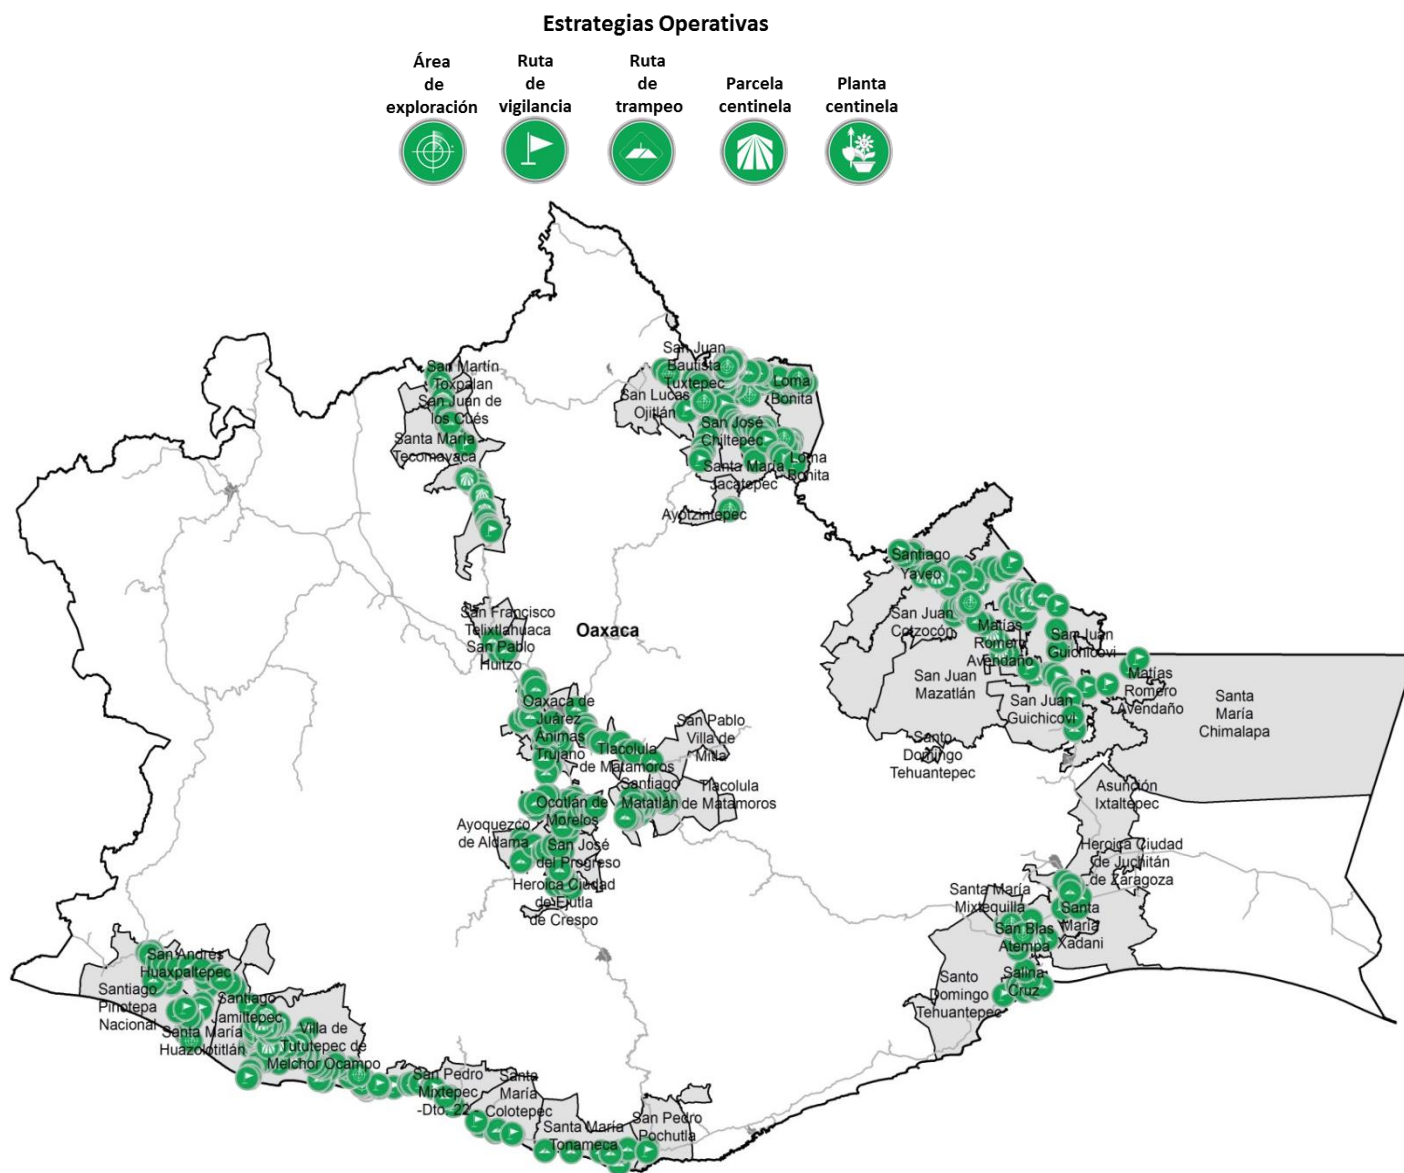 Estrategias Operativas
Área
de
exploración
Ruta
de
vigilancia
Ruta
de
trampeo
Parcela
centinela
Planta
centinela
San Martín
Toxpalan
San Juan de
los Cués
Santa María
Tecomavaca
San Juan
Bautista
Tuxtepec
San Lucas
Ojitlán
Loma
Bonita
San José
Chiltepec
Loma
Bonita
Santa María
Jacatepec
Ayotzintepec
Santiago
Yaveo
San Juan
Cotzocón
Matías
Romero
Avendaño
San Juan
Guichicovi
San Juan
Mazatlán
San Juan
Guichicovi
Matías
Romero
Avendaño
Santa
María
Chimalapa
Santo
Domingo
Tehuantepec
San Francisco
Telixtlahuaca
San Pablo
Huitzo
Oaxaca
Oaxaca de
Juárez
Ánimas
Trujano
San Pablo
Villa de
Mitla
Tlacolula
de Matamoros
Santiago
Matatlán
Tlacolula
de Matamoros
Ocotlán de
Morelos
Ayoquezco
de Aldama
San José
del Progreso
Heroica Ciudad
de Ejutla
de Crespo
Asunción
Ixtaltepec
Heroica Ciudad
de Juchitán
de Zaragoza
Santa María
Mixtequilla
Santa
María
Xadani
San Blas
Atempa
Salina
Cruz
Santo
Domingo
Tehuantepec
San Andrés
Huaxpaltepec
Santiago
Pinotepa
Nacional
Santiago
Jamiltepec
Santa María
Huazolotitlán
Villa de
Tututepec de
Melchor Ocampo
San Pedro
Mixtepec
-Dto. 22 -
Santa
María
Colotepec
Santa María
Tonameca
San Pedro
Pochutla